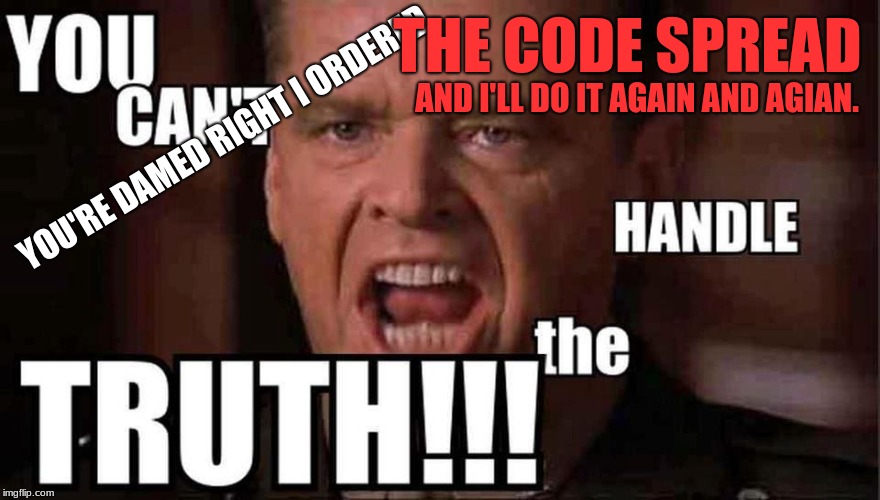 YOU
CAN'T
YOU'RE DAMED RIGHT I ORDERED
THE CODE SPREAD
AND I'LL DO IT AGAIN AND AGIAN.
HANDLE
the
TRUTH!!!
imgflip.com